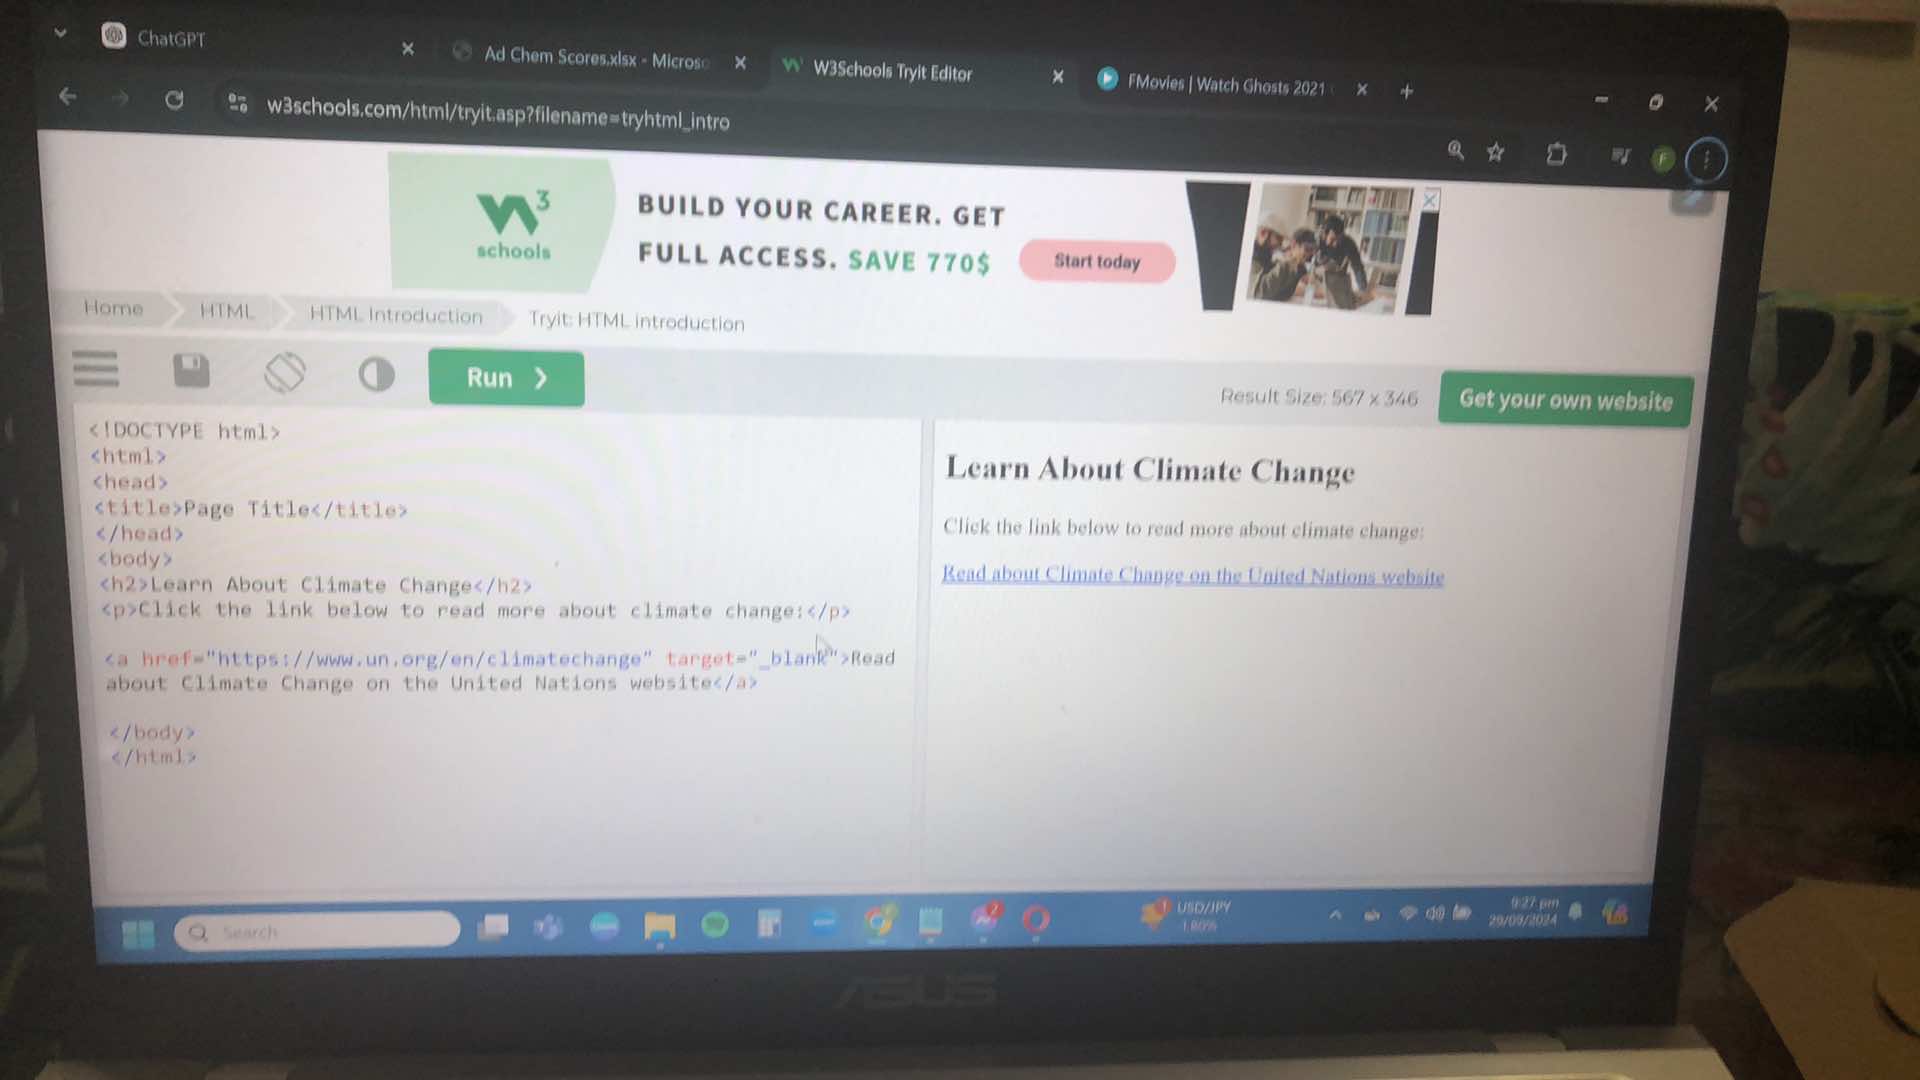 ChatGPT
Ad Chem Scores.xlsx - Microso
W3Schools Tryit Editor
FMovies | Watch Ghosts 2021
w3schools.com/html/tryit.asp?filename=tryhtml_intro
W3
schools
BUILD YOUR CAREER. GET
FULL ACCESS. SAVE 770$
Start today
Home
HTML
HTML Introduction
Tryit: HTML introduction
Run ❯
Result Size: 567 x 346
Get your own website
<!DOCTYPE html>
<html>
<head>
<title>Page Title</title>
</head>
<body>
<h2>Learn About Climate Change</h2>
<p>Click the link below to read more about climate change:</p>
<a href="https://www.un.org/en/climatechange" target="_blank">Read
about Climate Change on the United Nations website</a>
</body>
</html>
Learn About Climate Change
Click the link below to read more about climate change:
Read about Climate Change on the United Nations website
Search
USD/JPY
1.80%
9:27 pm
29/09/2024
ASUS